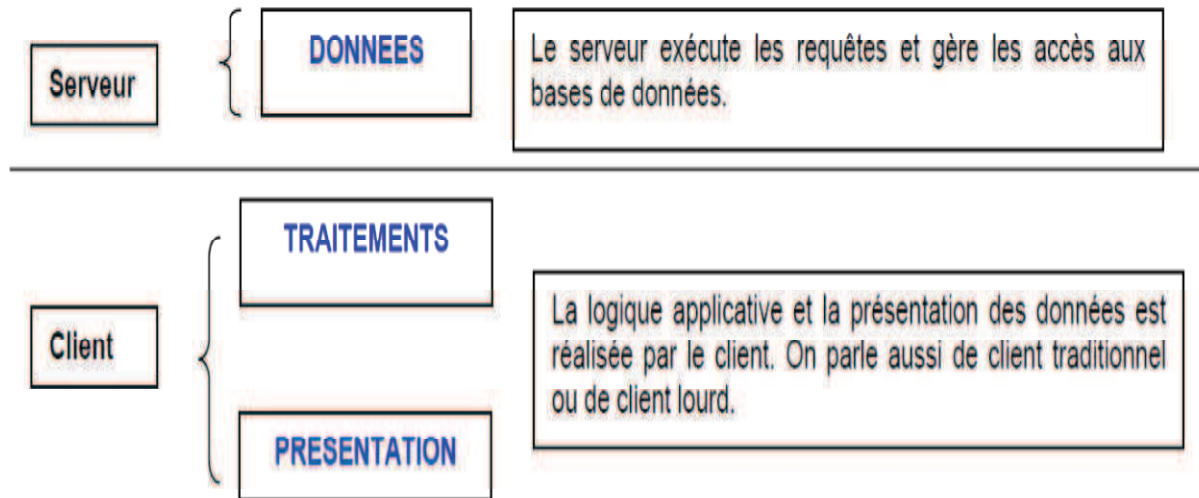 DONNEES
Serveur
Le serveur exécute les requêtes et gère les accès aux
bases de données.
TRAITEMENTS
Client
La logique applicative et la présentation des données est
réalisée par le client. On parle aussi de client traditionnel
ou de client lourd.
PRESENTATION